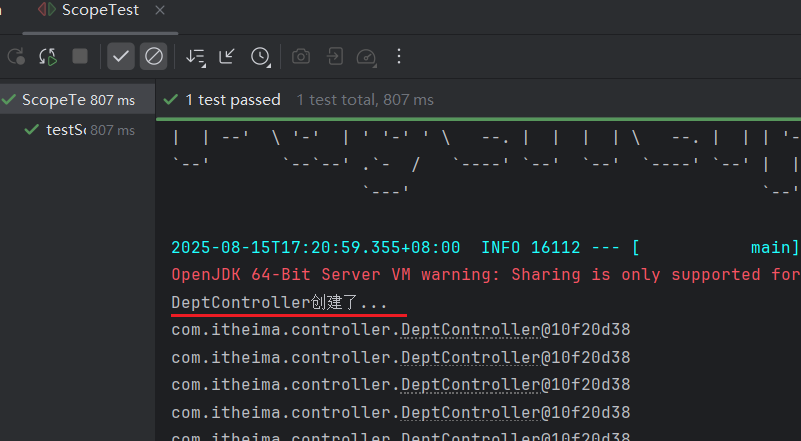 ScopeTest
ScopeTe 807 ms
1 test passed 1 test total, 807 ms
testSc 807 ms
| | --' \ '-' | ' '-' ' \ --. | | | | \ --. | | | '-
`--' `--`--' .`- / `----' `--' `--' `----' `--' | |
`---' `--'
2025-08-15T17:20:59.355+08:00 INFO 16112 --- [ main]
OpenJDK 64-Bit Server VM warning: Sharing is only supported for
DeptController创建了...
com.itheima.controller.DeptController@10f20d38
com.itheima.controller.DeptController@10f20d38
com.itheima.controller.DeptController@10f20d38
com.itheima.controller.DeptController@10f20d38
com.itheima.controller.DeptController@10f20d38